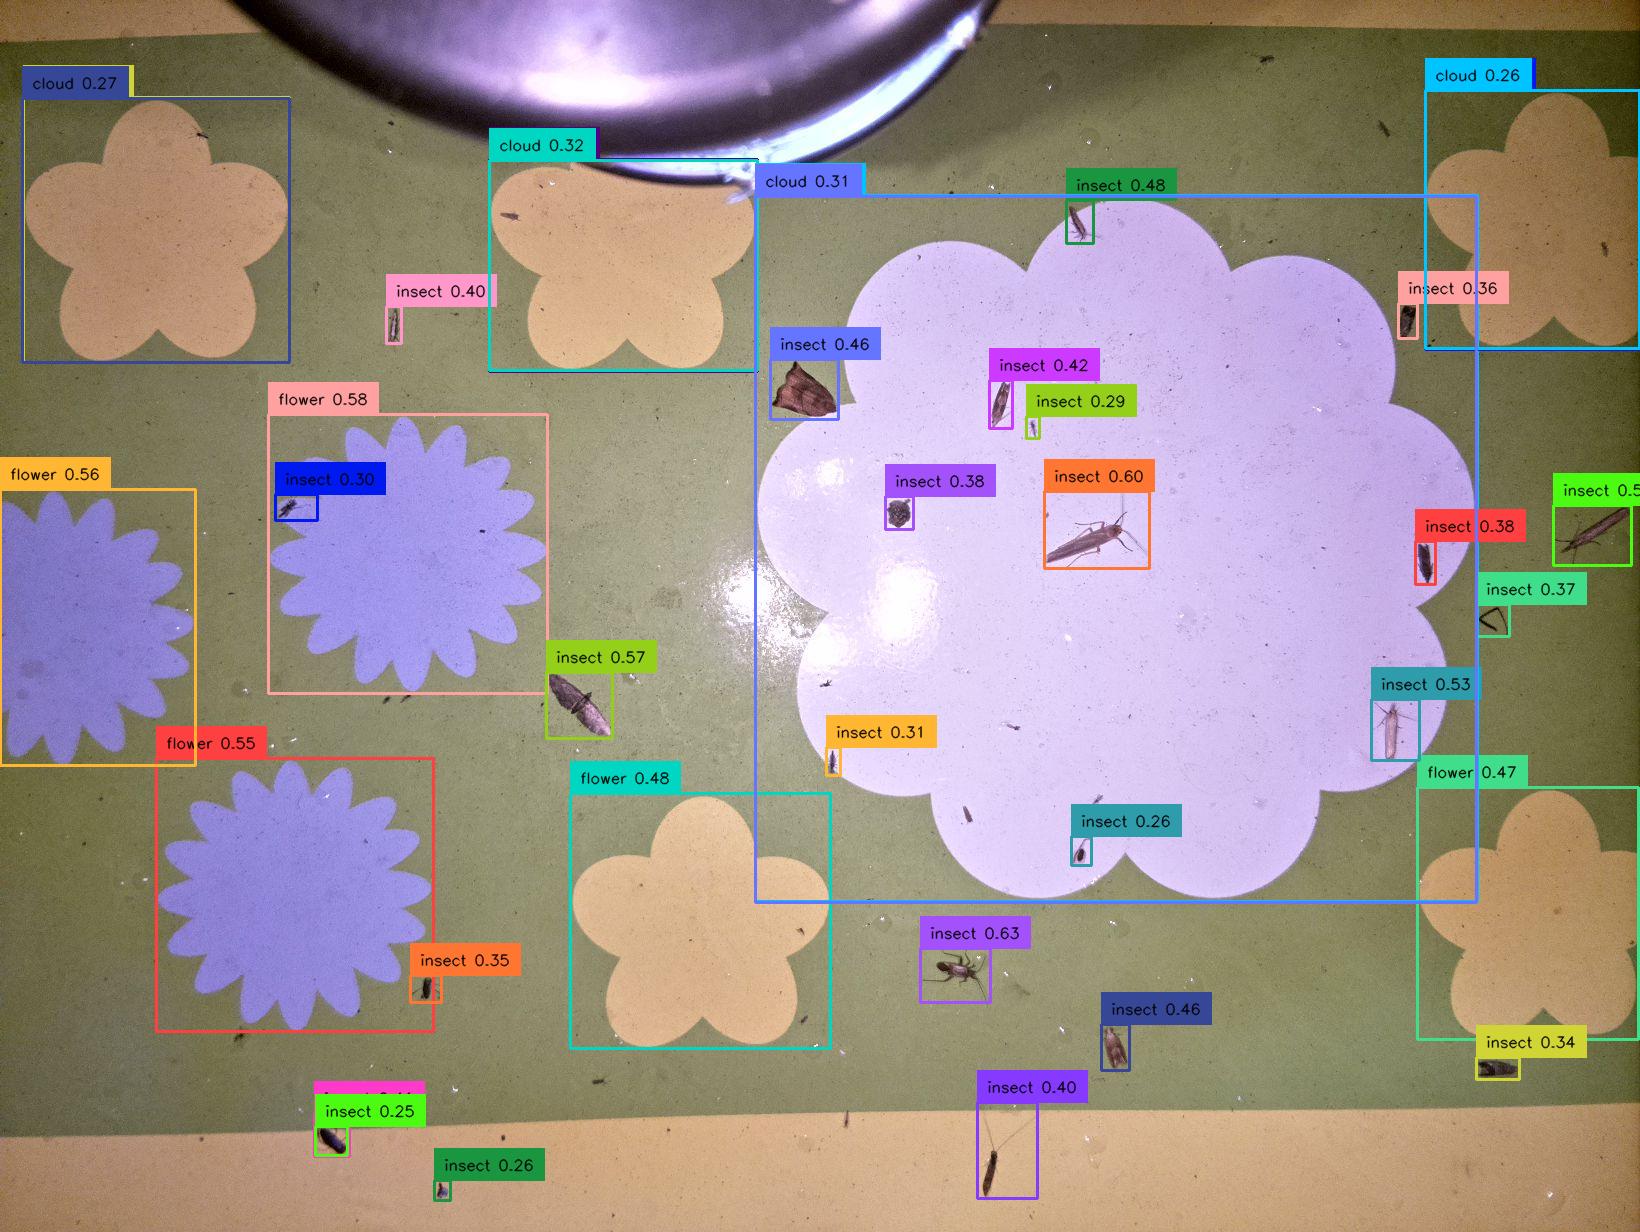 cloud 0.27
cloud 0.26
cloud 0.32
cloud 0.31
insect 0.48
insect 0.40
insect 0.36
insect 0.46
insect 0.42
flower 0.58
insect 0.29
flower 0.56
insect 0.30
insect 0.38
insect 0.60
insect 0.5
insect 0.38
insect 0.37
insect 0.57
insect 0.53
insect 0.31
flower 0.55
flower 0.48
flower 0.47
insect 0.26
insect 0.63
insect 0.35
insect 0.46
insect 0.34
insect 0.40
insect 0.25
insect 0.26